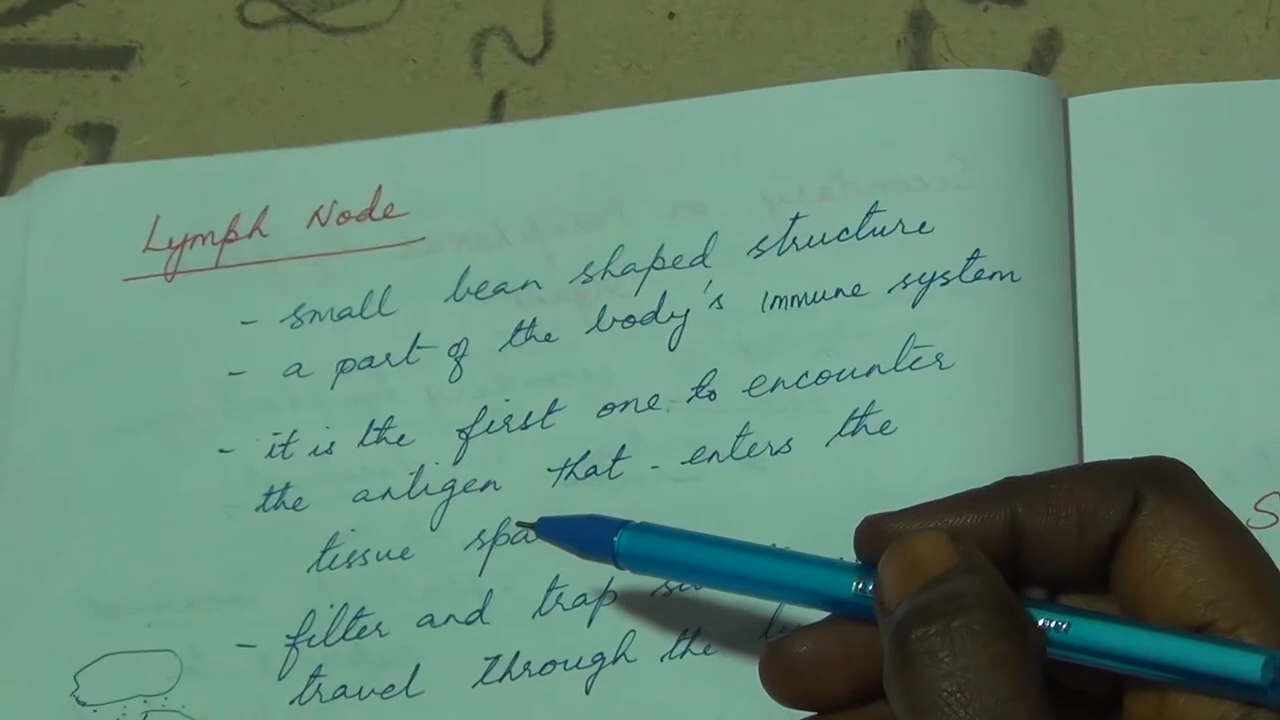 Lymph Node
- small bean shaped structure
- a part of the body's immune system
- it is the first one to encounter
the antigen that - enters the
tissue
- filter and trap
travel through the